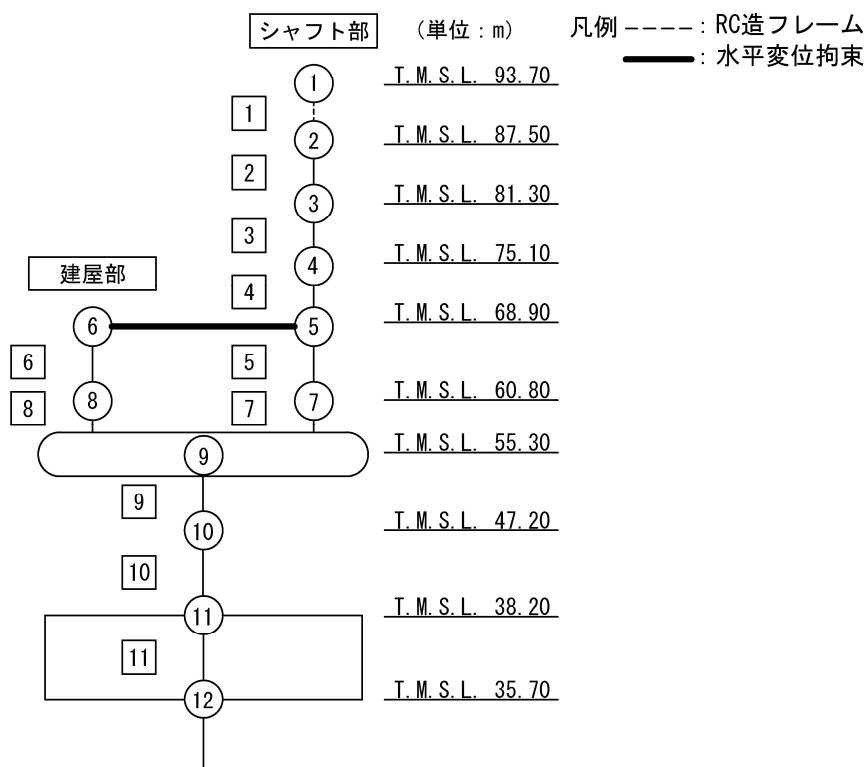 シャフト部 (単位:m) 凡例 -----:RC造フレーム
:水平変位拘束
① T.M.S.L. 93.70
1
② T.M.S.L. 87.50
2
③ T.M.S.L. 81.30
3
④ T.M.S.L. 75.10
建屋部
4
⑥ ⑤ T.M.S.L. 68.90
6 5
⑧ ⑦ T.M.S.L. 60.80
8 7
⑨ T.M.S.L. 55.30
9
⑩ T.M.S.L. 47.20
10
⑪ T.M.S.L. 38.20
11
⑫ T.M.S.L. 35.70